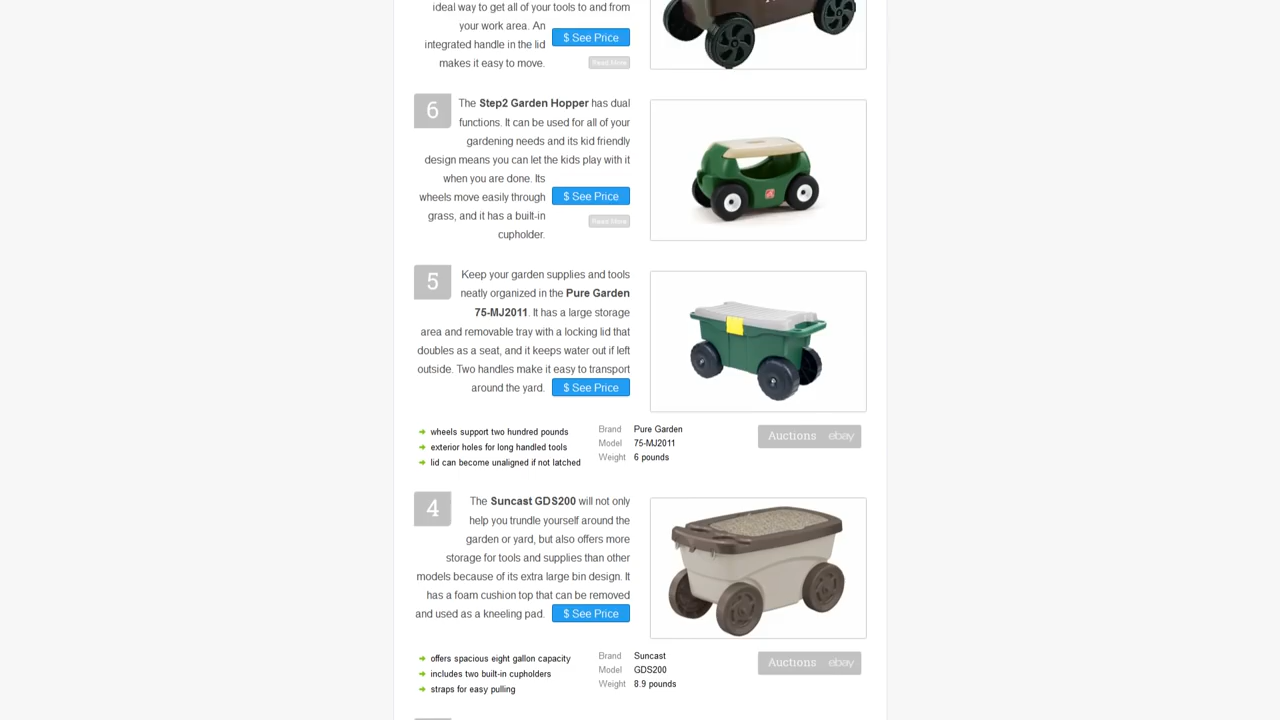 ideal way to get all of your tools to and from
your work area. An
integrated handle in the lid
makes it easy to move.
$ See Price
Read More
6
The Step2 Garden Hopper has dual
functions. It can be used for all of your
gardening needs and its kid friendly
design means you can let the kids play with it
when you are done. Its
wheels move easily through
grass, and it has a built-in
cupholder.
$ See Price
Read More
5
Keep your garden supplies and tools
neatly organized in the Pure Garden
75-MJ2011. It has a large storage
area and removable tray with a locking lid that
doubles as a seat, and it keeps water out if left
outside. Two handles make it easy to transport
around the yard.
$ See Price
wheels support two hundred pounds
exterior holes for long handled tools
lid can become unaligned if not latched
Brand Pure Garden
Model 75-MJ2011
Weight 6 pounds
Auctions ebay
4
The Suncast GDS200 will not only
help you trundle yourself around the
garden or yard, but also offers more
storage for tools and supplies than other
models because of its extra large bin design. It
has a foam cushion top that can be removed
and used as a kneeling pad.
$ See Price
offers spacious eight gallon capacity
includes two built-in cupholders
straps for easy pulling
Brand Suncast
Model GDS200
Weight 8.9 pounds
Auctions ebay